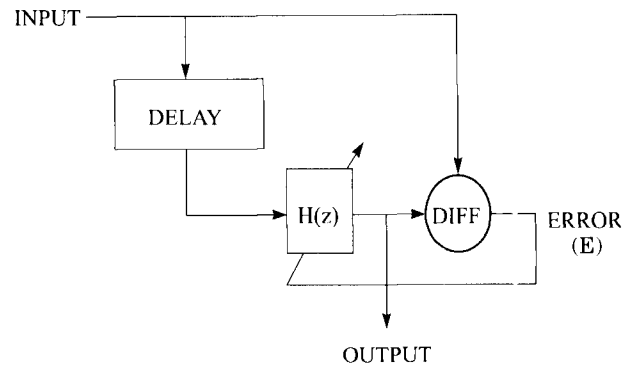 INPUT
DELAY
H(z)
DIFF
ERROR
(E)
OUTPUT